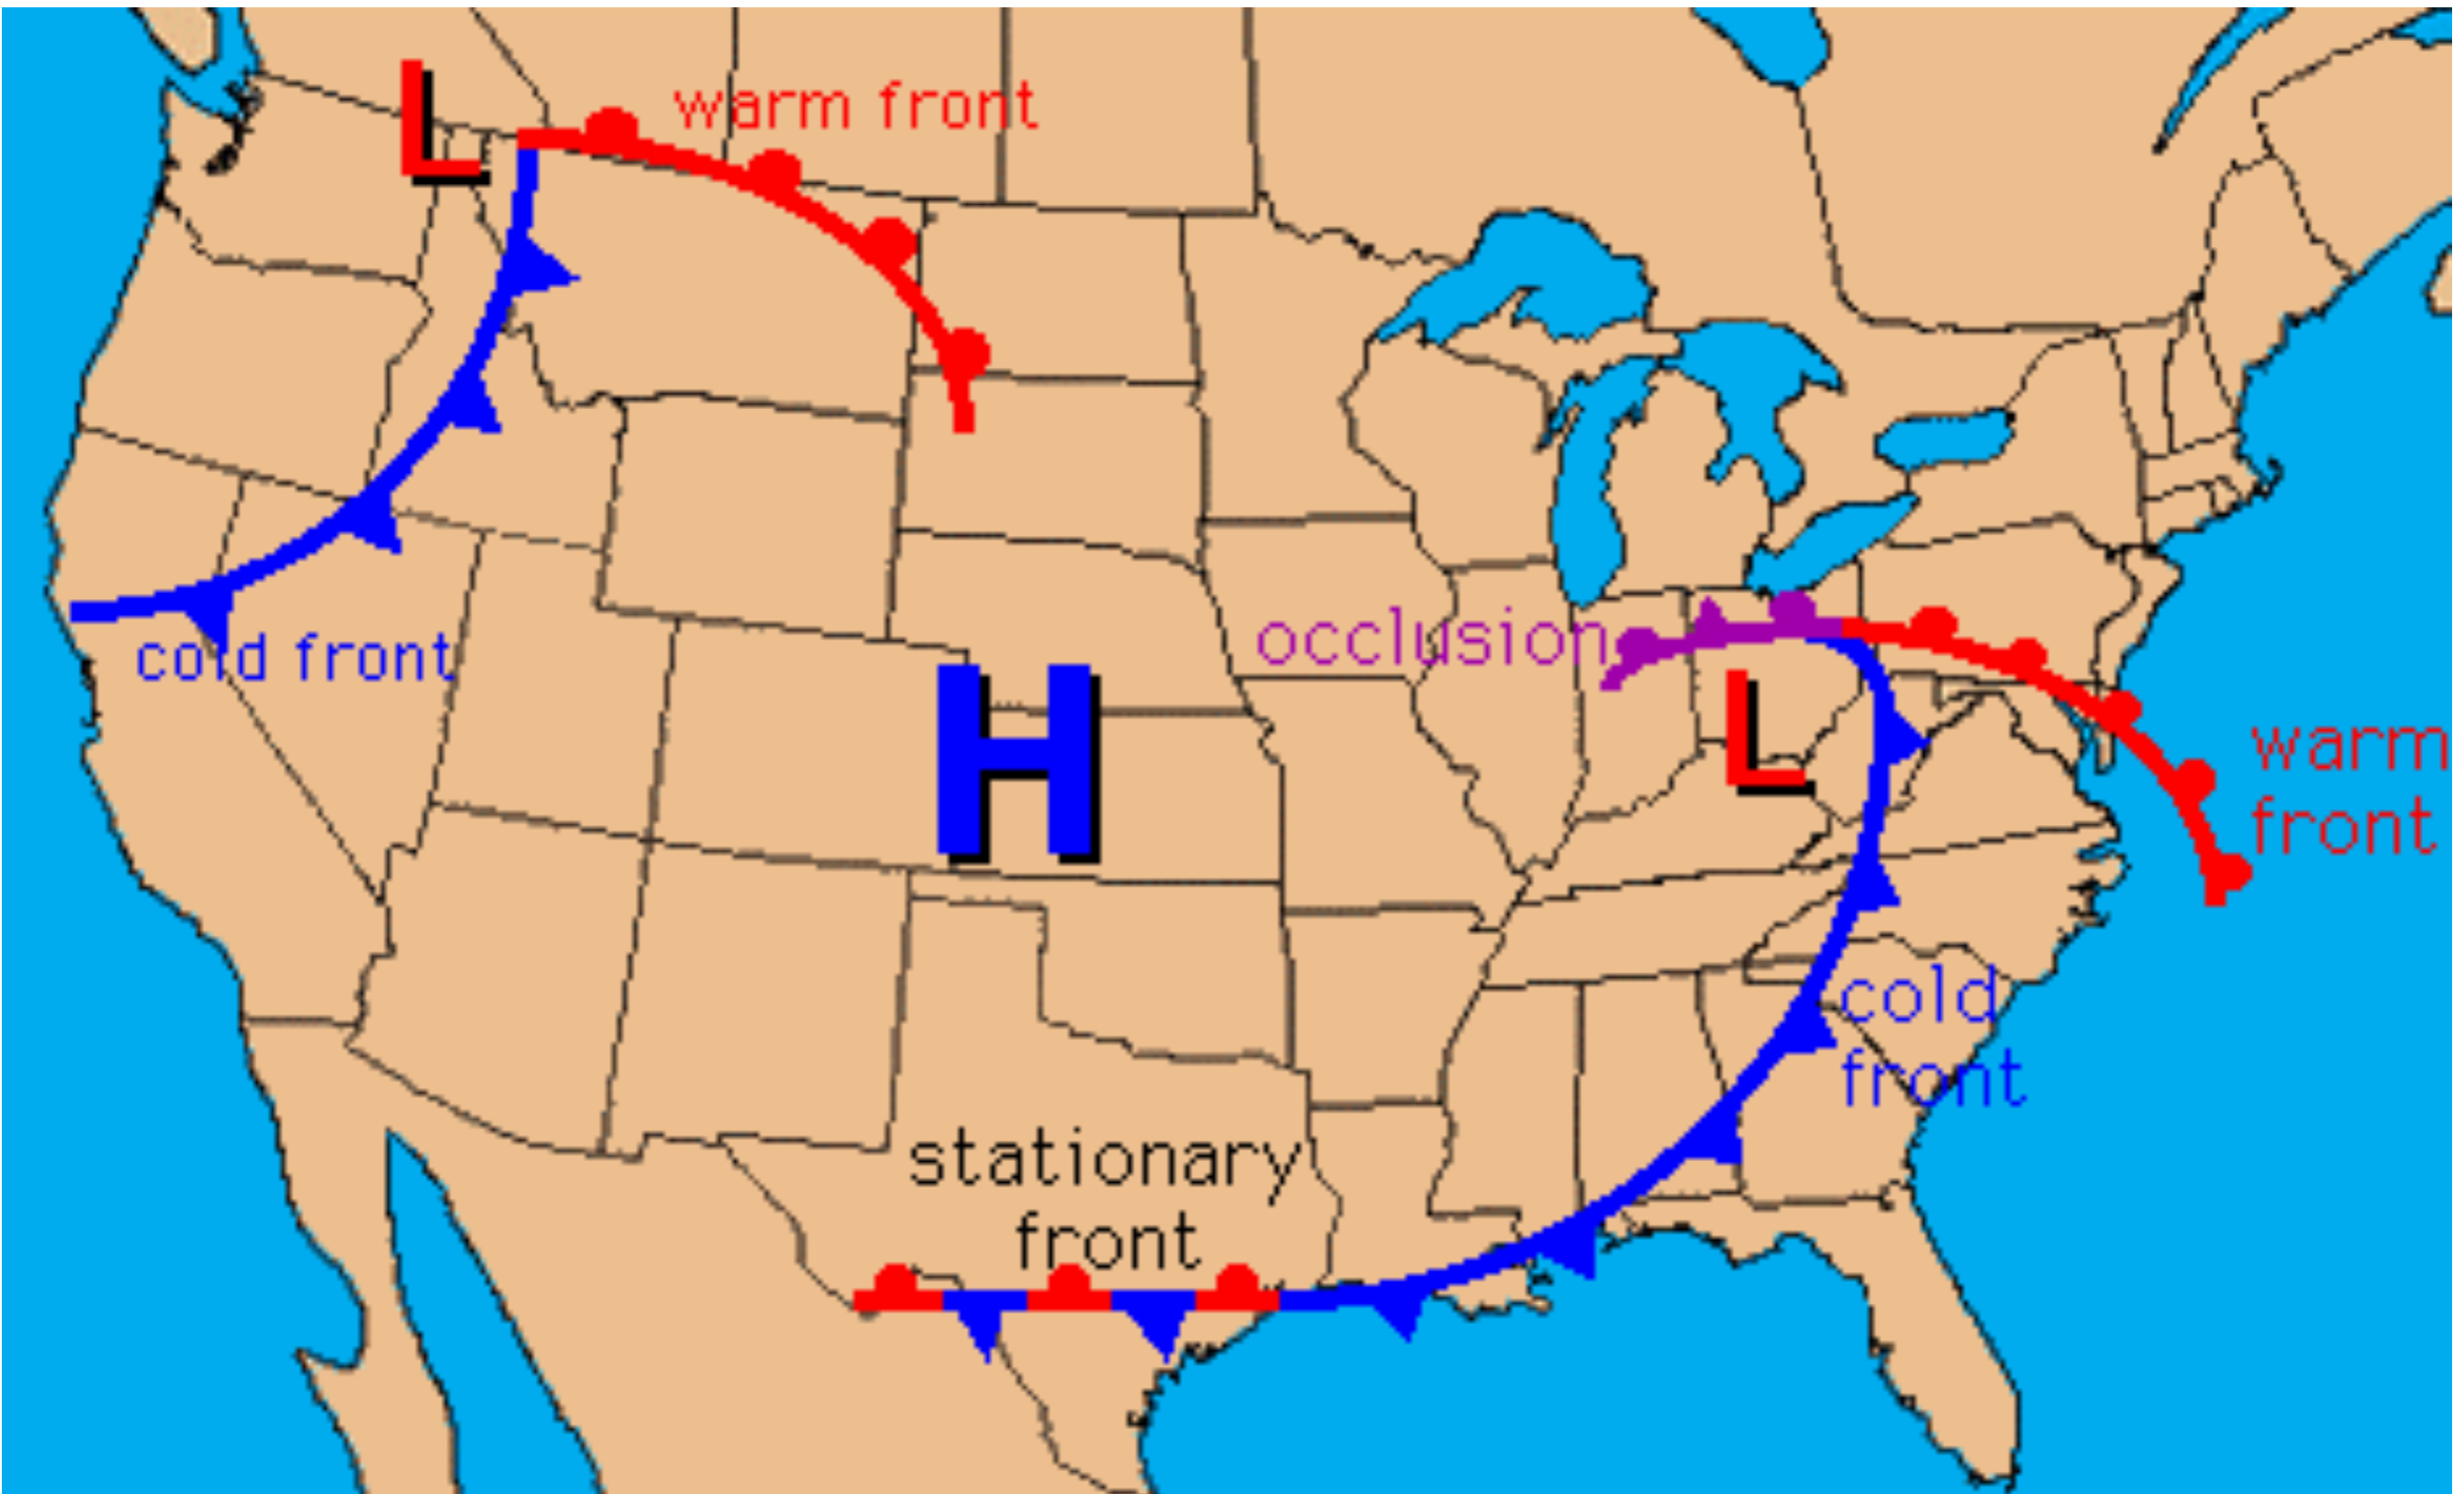 L
warm front
cold front
occlusion
H
L
warm
front
cold
front
stationary
front